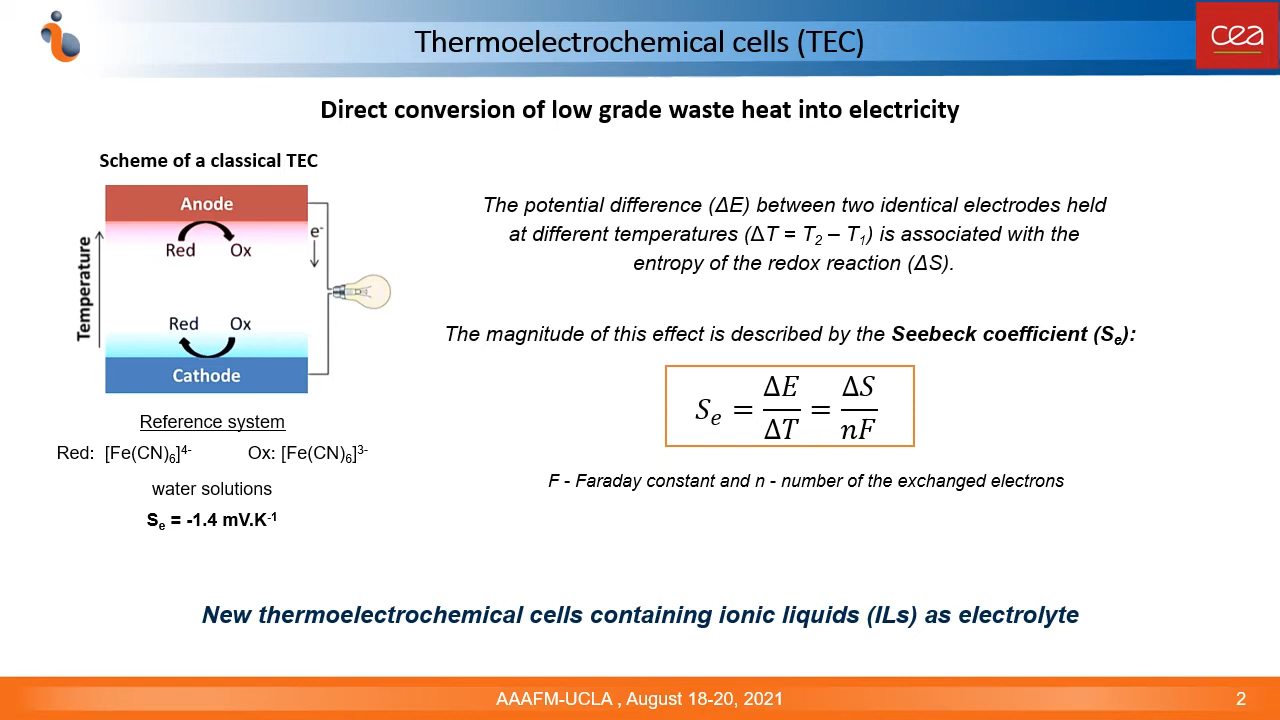 Thermoelectrochemical cells (TEC)
cea
Direct conversion of low grade waste heat into electricity
Scheme of a classical TEC
Anode
Red Ox
e⁻
Temperature
Red Ox
Cathode
Reference system
Red: [Fe(CN)₆]⁴⁻ Ox: [Fe(CN)₆]³⁻
water solutions
Sₑ = -1.4 mV.K⁻¹
The potential difference (ΔE) between two identical electrodes held
at different temperatures (ΔT = T₂ – T₁) is associated with the
entropy of the redox reaction (ΔS).
The magnitude of this effect is described by the Seebeck coefficient (Sₑ):
Sₑ = ΔE/ΔT = ΔS/nF
F - Faraday constant and n - number of the exchanged electrons
New thermoelectrochemical cells containing ionic liquids (ILs) as electrolyte
AAAFM-UCLA , August 18-20, 2021
2